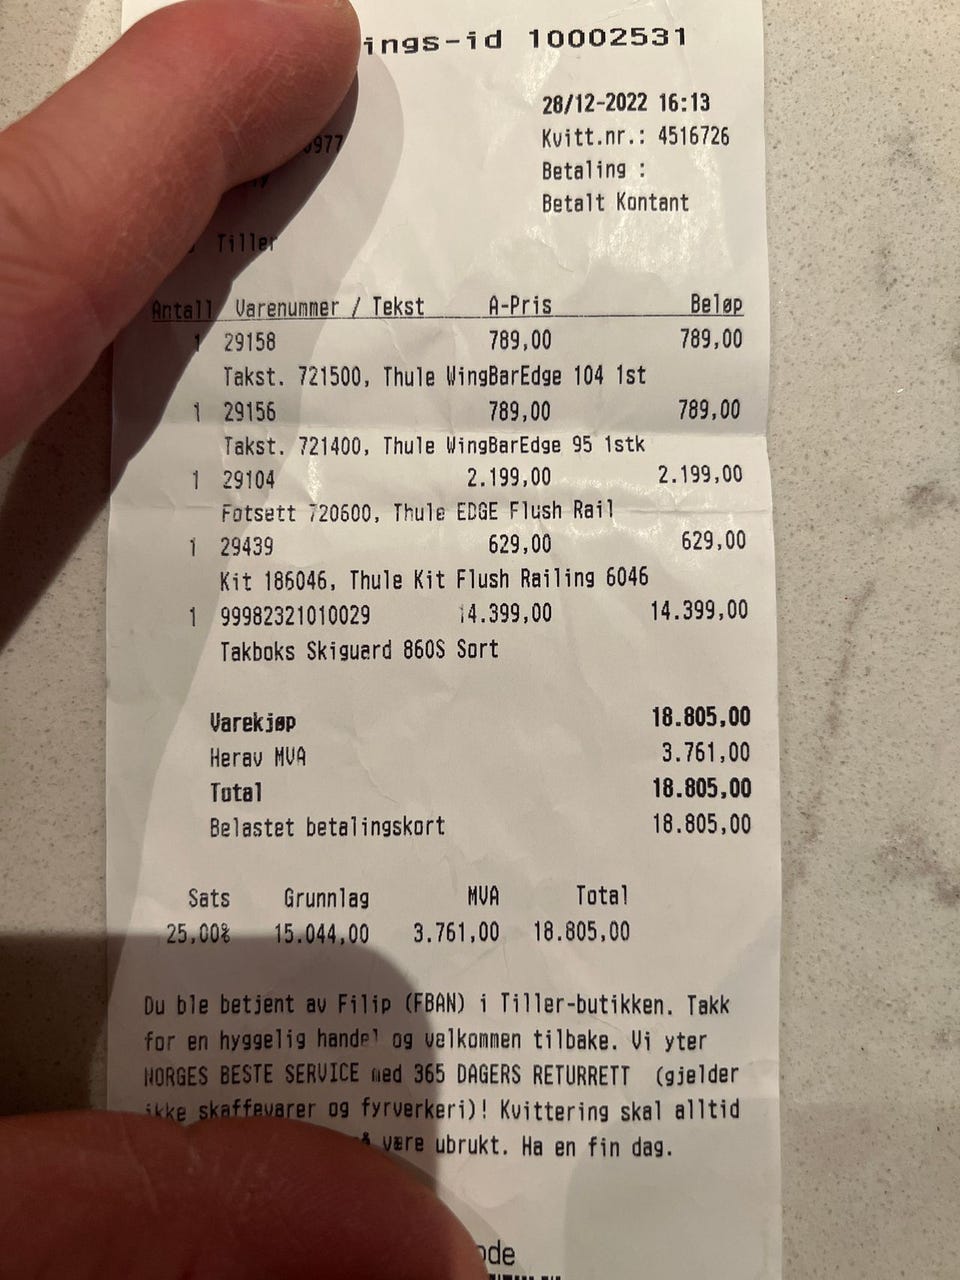 ings-id 10002531
28/12-2022 16:13
977 Kvitt.nr.: 4516726
Betaling :
Betalt Kontant
Tiller
Antall Varenummer / Tekst A-Pris Beløp
1 29158 789,00 789,00
Takst. 721500, Thule WingBarEdge 104 1st
1 29156 789,00 789,00
Takst. 721400, Thule WingBarEdge 95 1stk
1 29104 2.199,00 2.199,00
Fotsett 720600, Thule EDGE Flush Rail
1 29439 629,00 629,00
Kit 186046, Thule Kit Flush Railing 6046
1 99982321010029 14.399,00 14.399,00
Takboks Skiguard 860S Sort
Varekjøp 18.805,00
Herav MVA 3.761,00
Total 18.805,00
Belastet betalingskort 18.805,00
Sats Grunnlag MVA Total
25,00% 15.044,00 3.761,00 18.805,00
Du ble betjent av Filip (FBAN) i Tiller-butikken. Takk
for en hyggelig handel og velkommen tilbake. Vi yter
NORGES BESTE SERVICE med 365 DAGERS RETURRETT (gjelder
ikke skaffevarer og fyrverkeri)! Kvittering skal alltid
være ubrukt. Ha en fin dag.
ode